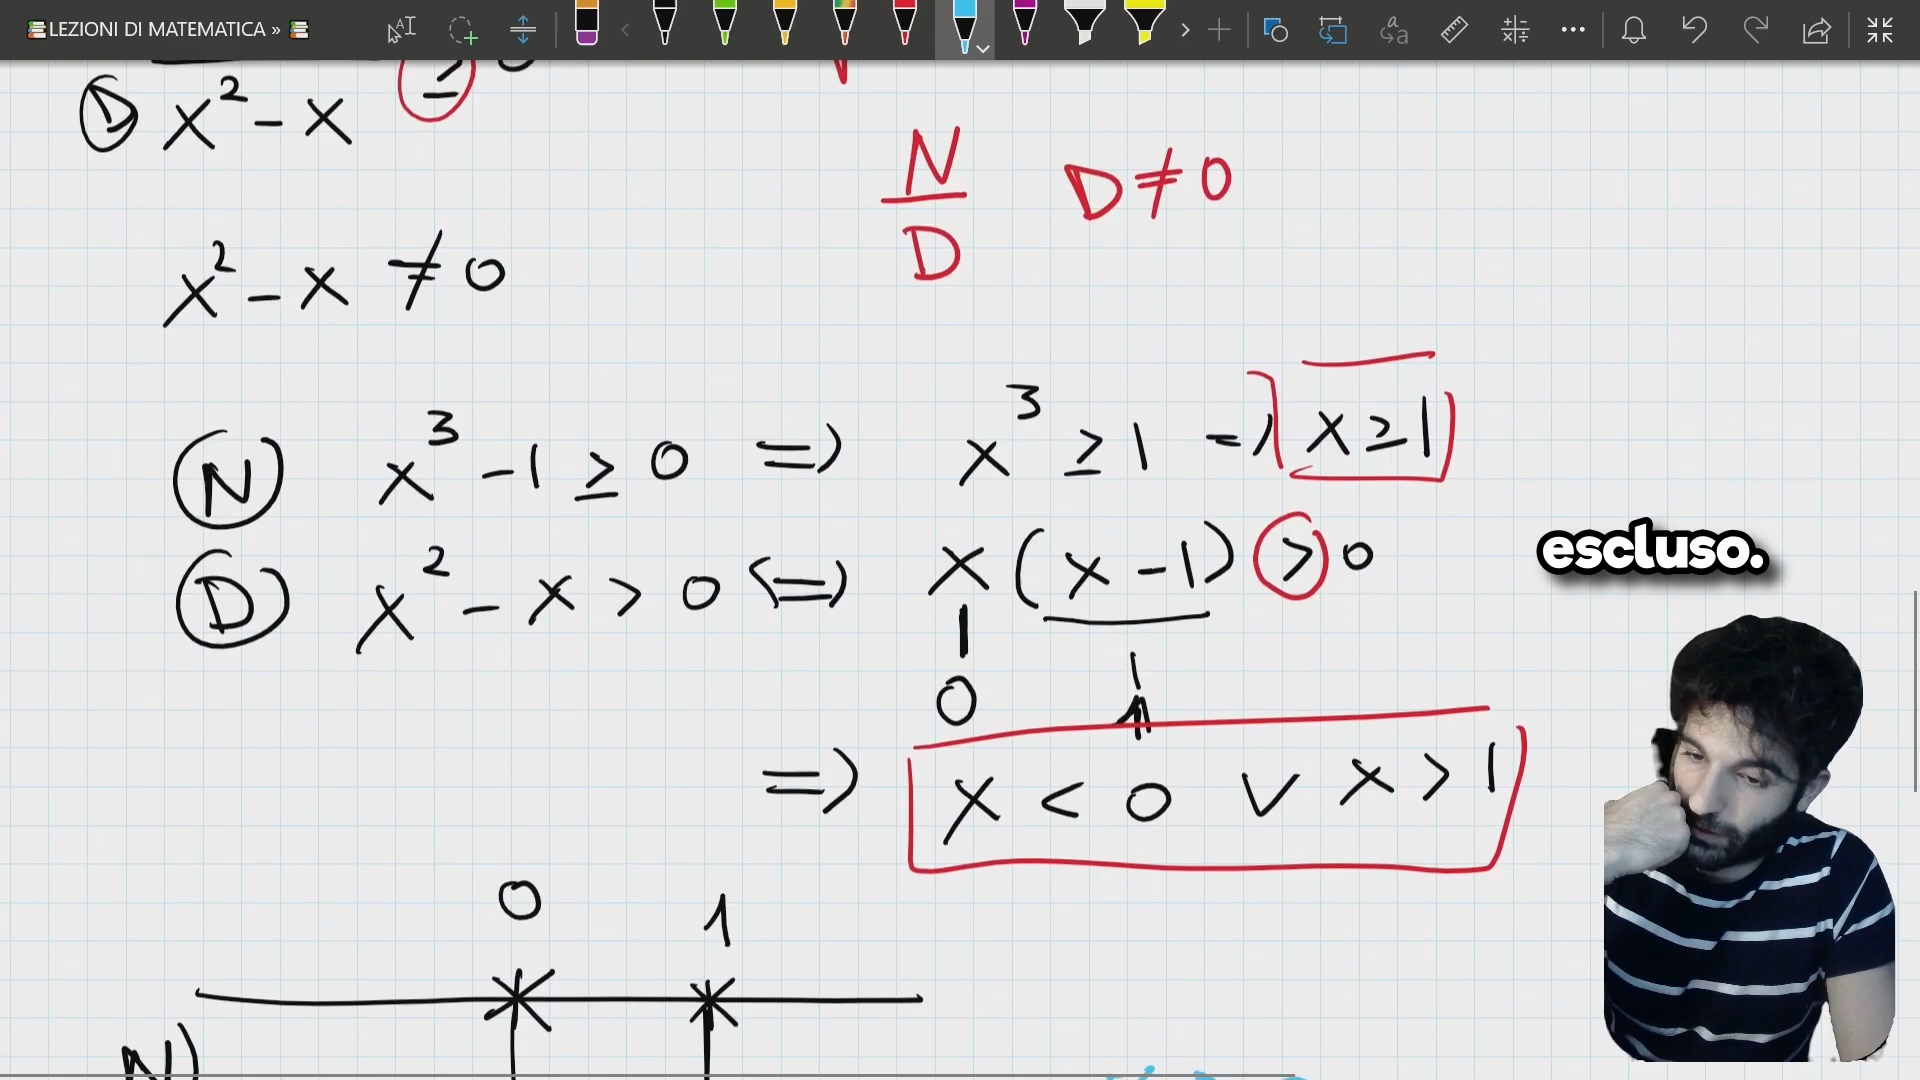 LEZIONI DI MATEMATICA »
≥ 0
D x² - x
N
D
D ≠ 0
x² - x ≠ 0
N x³ - 1 ≥ 0 => x³ ≥ 1 => x ≥ 1
D x² - x > 0 <=> x (x - 1) > 0
0 1
escluso.
=> x < 0 ∨ x > 1
0 1
N)